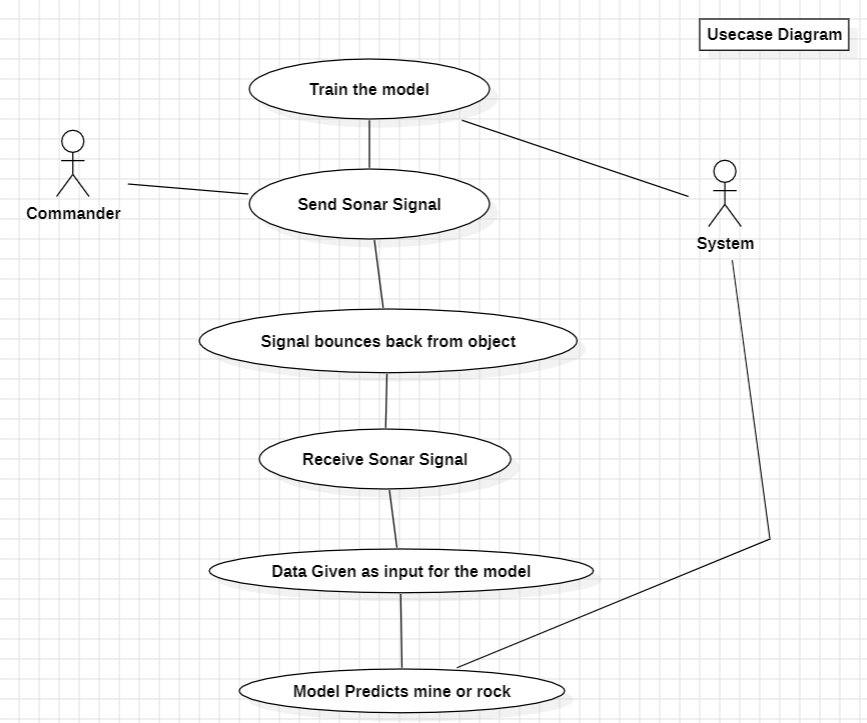 Usecase Diagram
Train the model
Commander
Send Sonar Signal
System
Signal bounces back from object
Receive Sonar Signal
Data Given as input for the model
Model Predicts mine or rock